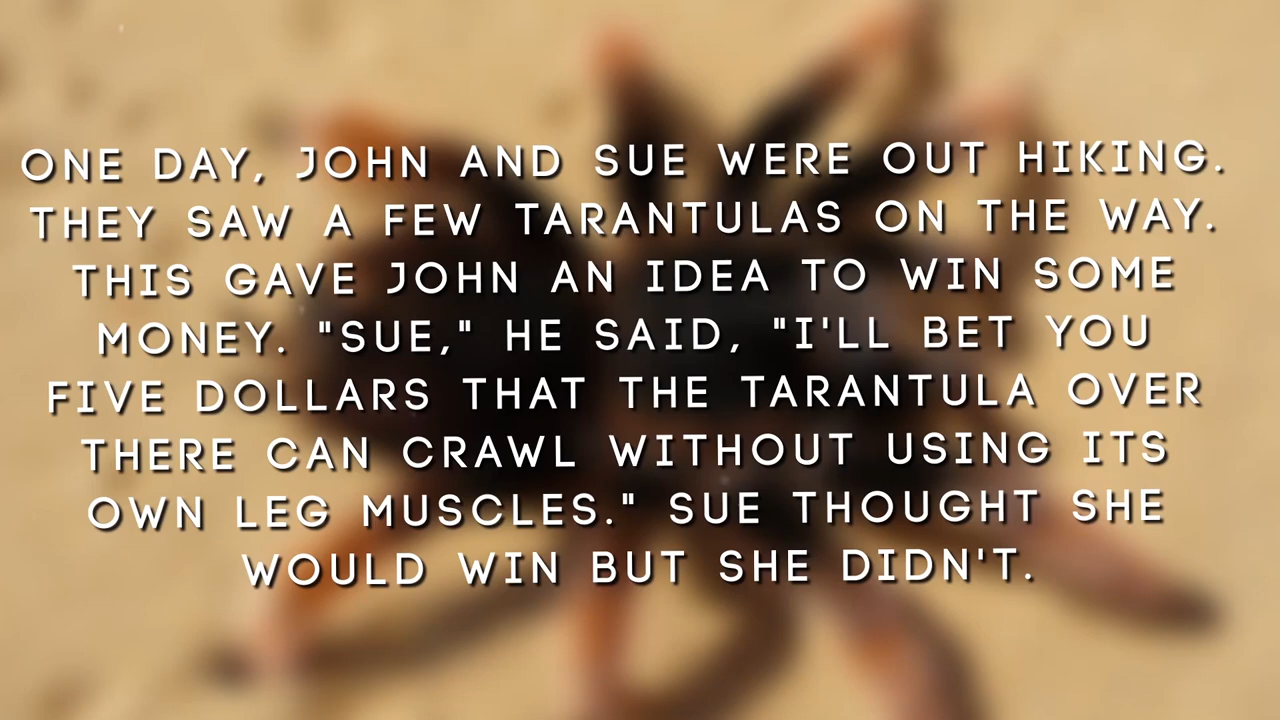 ONE DAY, JOHN AND SUE WERE OUT HIKING.
THEY SAW A FEW TARANTULAS ON THE WAY.
THIS GAVE JOHN AN IDEA TO WIN SOME
MONEY. "SUE," HE SAID, "I'LL BET YOU
FIVE DOLLARS THAT THE TARANTULA OVER
THERE CAN CRAWL WITHOUT USING ITS
OWN LEG MUSCLES." SUE THOUGHT SHE
WOULD WIN BUT SHE DIDN'T.